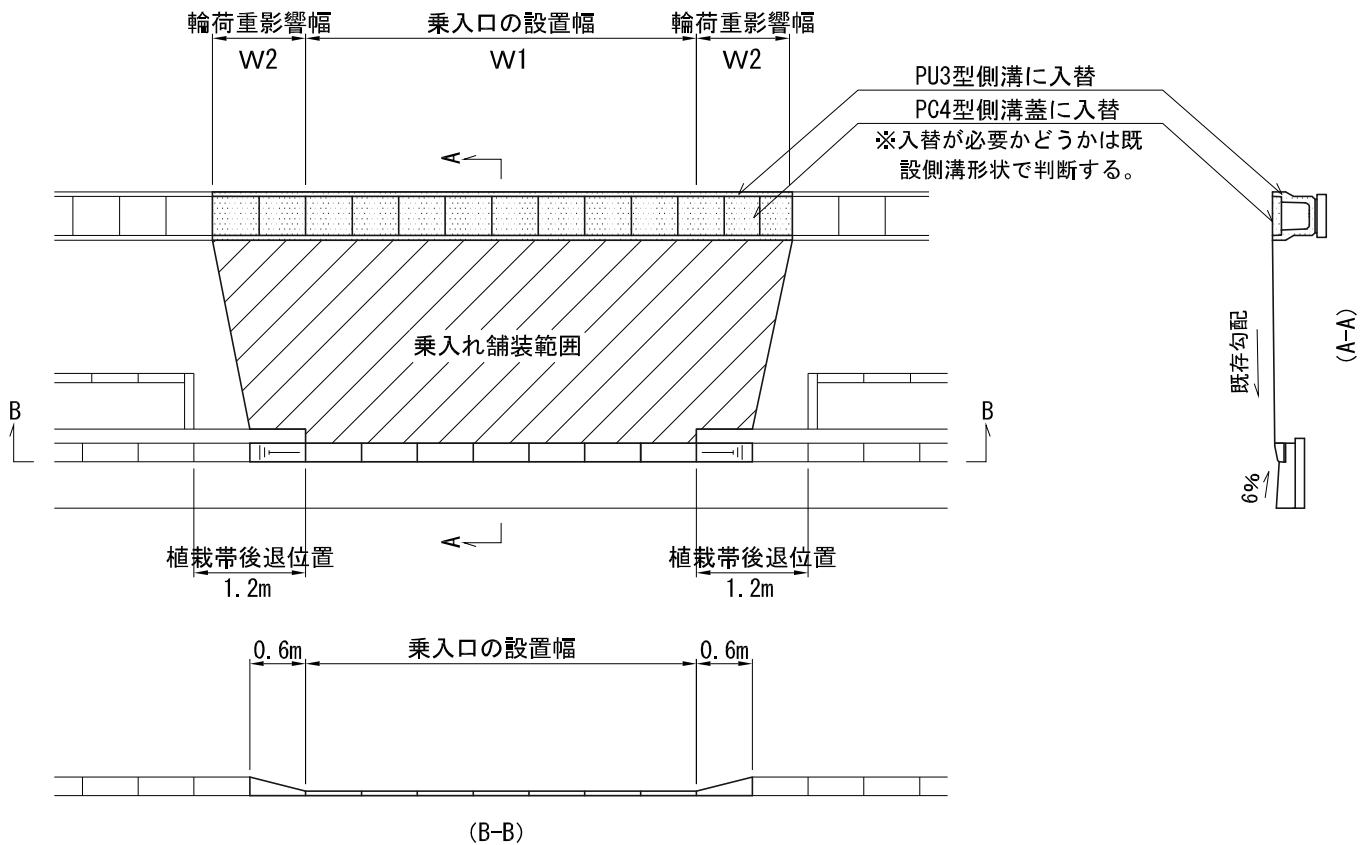 輪荷重影響幅
乗入口の設置幅
輪荷重影響幅
W2
W1
W2
PU3型側溝に入替
PC4型側溝蓋に入替
※入替が必要かどうかは既
設側溝形状で判断する。
A
乗入れ舗装範囲
既存勾配
(A-A)
B
B
6%
A
植栽帯後退位置
1.2m
植栽帯後退位置
1.2m
0.6m
乗入口の設置幅
0.6m
(B-B)